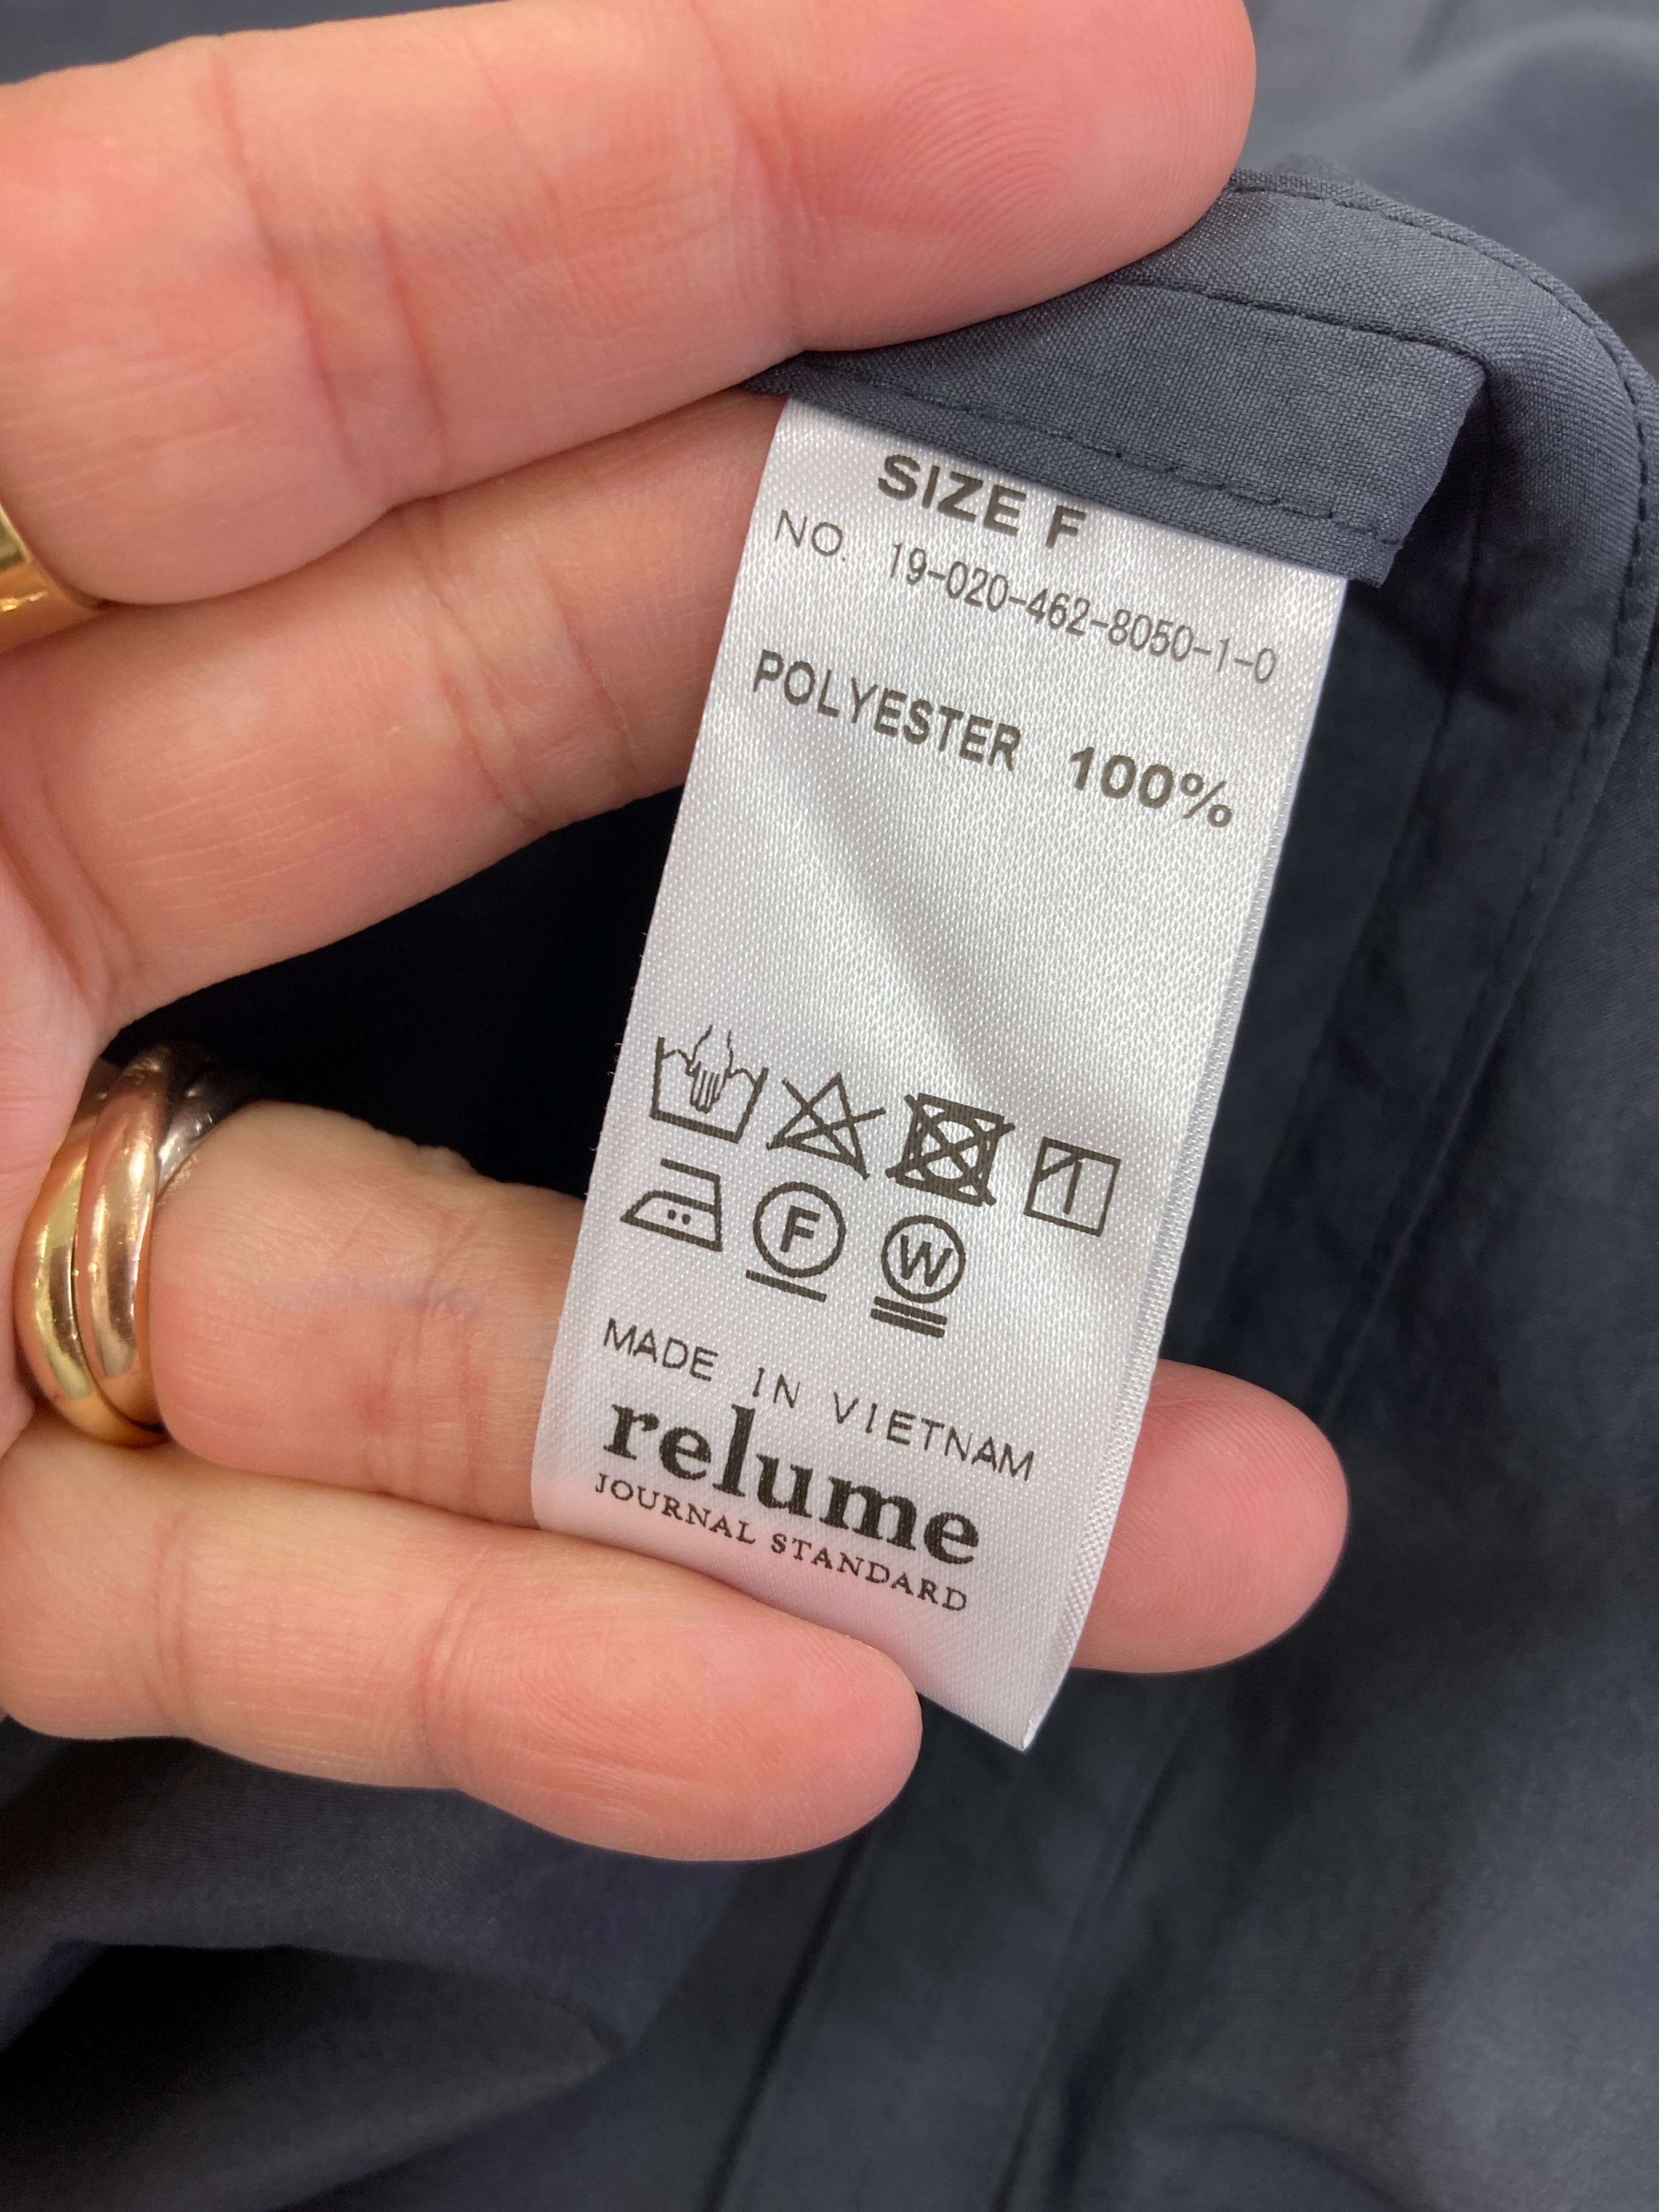 SIZE F
NO. 19-020-462-8050-1-0
POLYESTER 100%
F W
MADE IN VIETNAM
relume
JOURNAL STANDARD